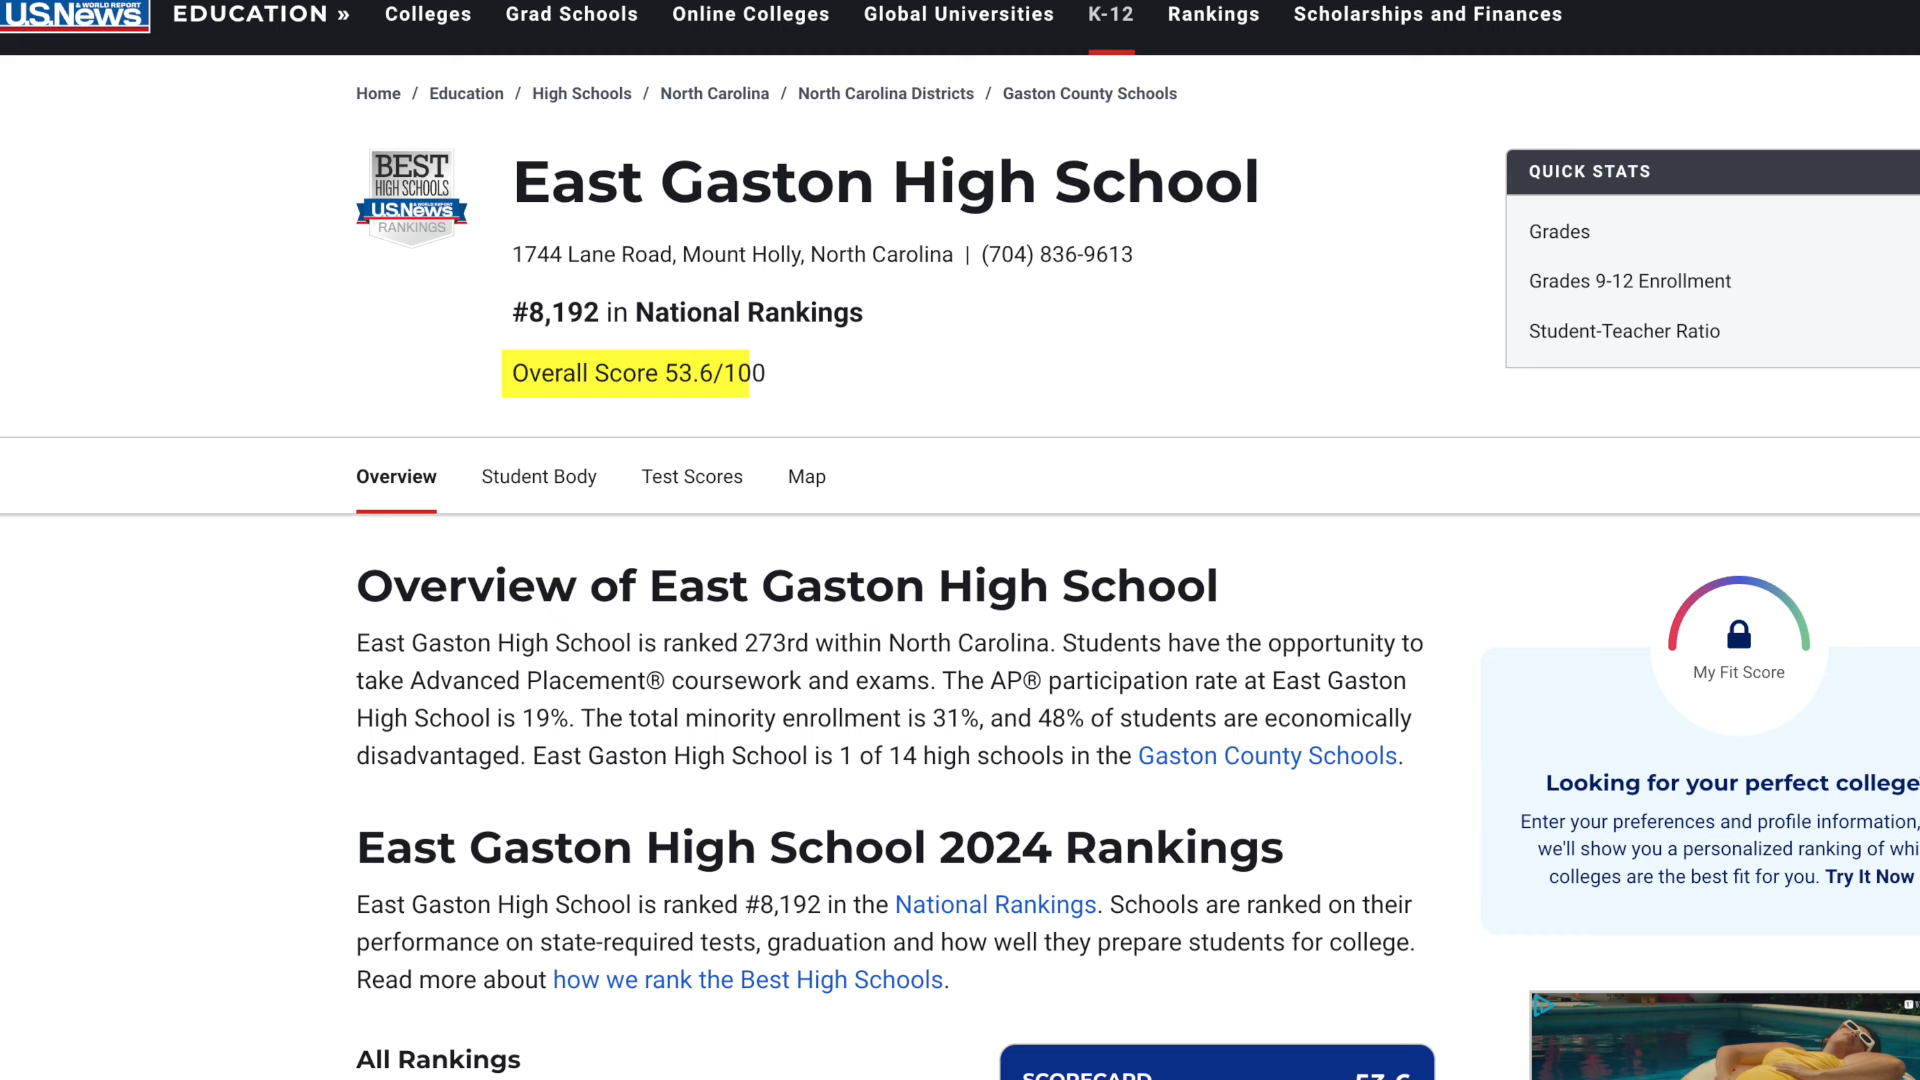 U.S.News
& WORLD REPORT
EDUCATION »
Colleges
Grad Schools
Online Colleges
Global Universities
K-12
Rankings
Scholarships and Finances
Home / Education / High Schools / North Carolina / North Carolina Districts / Gaston County Schools
BEST
HIGH SCHOOLS
U.S.News
& WORLD REPORT
RANKINGS
East Gaston High School
1744 Lane Road, Mount Holly, North Carolina | (704) 836-9613
#8,192 in National Rankings
Overall Score 53.6/100
QUICK STATS
Grades
Grades 9-12 Enrollment
Student-Teacher Ratio
Overview
Student Body
Test Scores
Map
Overview of East Gaston High School
East Gaston High School is ranked 273rd within North Carolina. Students have the opportunity to
take Advanced Placement® coursework and exams. The AP® participation rate at East Gaston
High School is 19%. The total minority enrollment is 31%, and 48% of students are economically
disadvantaged. East Gaston High School is 1 of 14 high schools in the Gaston County Schools.
East Gaston High School 2024 Rankings
East Gaston High School is ranked #8,192 in the National Rankings. Schools are ranked on their
performance on state-required tests, graduation and how well they prepare students for college.
Read more about how we rank the Best High Schools.
All Rankings
SCORECARD
53.6
My Fit Score
Looking for your perfect college
Enter your preferences and profile information,
we'll show you a personalized ranking of whi
colleges are the best fit for you. Try It Now